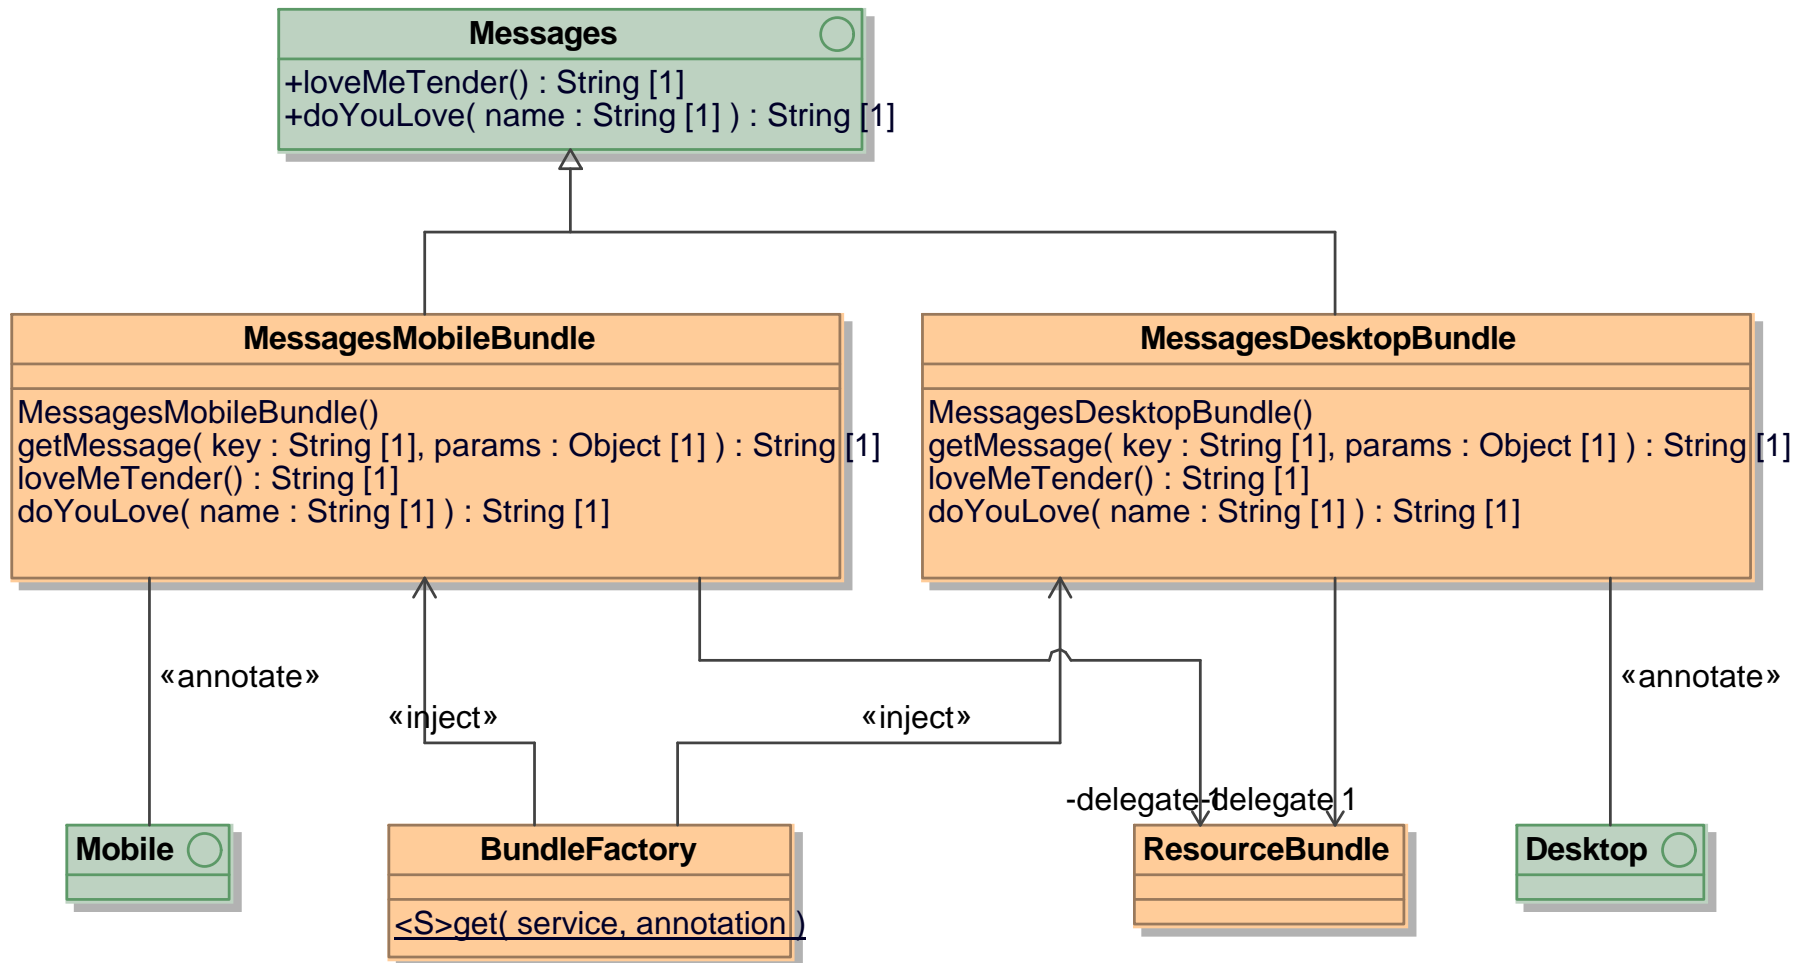 Messages
+loveMeTender() : String [1]
+doYouLove( name : String [1] ) : String [1]
MessagesMobileBundle
MessagesMobileBundle()
getMessage( key : String [1], params : Object [1] ) : String [1]
loveMeTender() : String [1]
doYouLove( name : String [1] ) : String [1]
MessagesDesktopBundle
MessagesDesktopBundle()
getMessage( key : String [1], params : Object [1] ) : String [1]
loveMeTender() : String [1]
doYouLove( name : String [1] ) : String [1]
«annotate»
«inject»
«inject»
«annotate»
-delegate 1
-delegate 1
Mobile
BundleFactory
<S>get( service, annotation )
ResourceBundle
Desktop